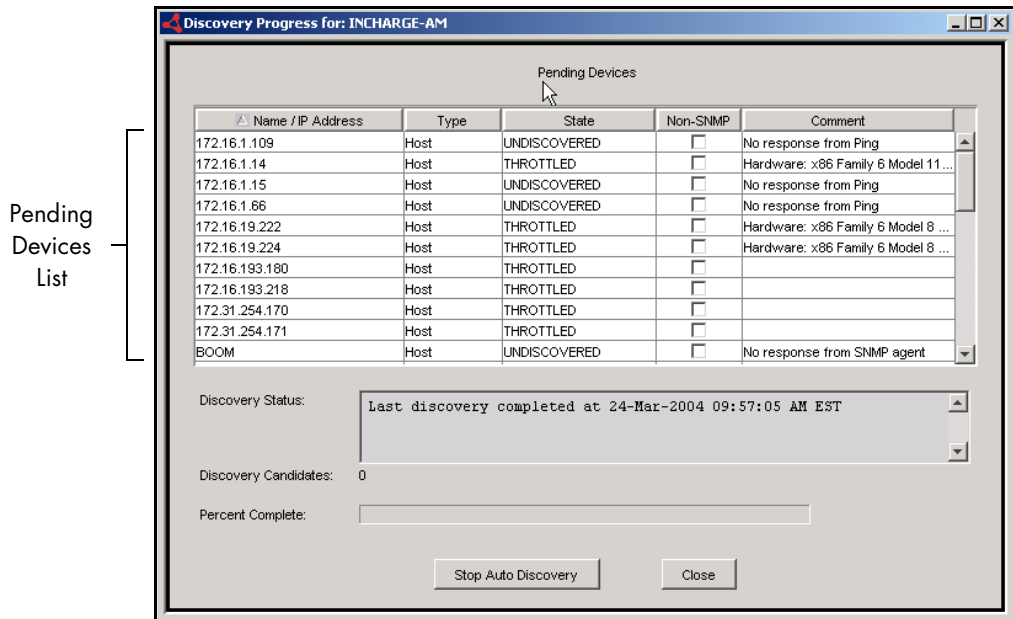 Discovery Progress for: INCHARGE-AM
Pending Devices
Name / IP Address Type State Non-SNMP Comment
172.16.1.109 Host UNDISCOVERED No response from Ping
172.16.1.14 Host THROTTLED Hardware: x86 Family 6 Model 11...
172.16.1.15 Host UNDISCOVERED No response from Ping
172.16.1.66 Host UNDISCOVERED No response from Ping
172.16.19.222 Host THROTTLED Hardware: x86 Family 6 Model 8 ...
172.16.19.224 Host THROTTLED Hardware: x86 Family 6 Model 8 ...
172.16.193.180 Host THROTTLED
172.16.193.218 Host THROTTLED
172.31.254.170 Host THROTTLED
172.31.254.171 Host THROTTLED
BOOM Host UNDISCOVERED No response from SNMP agent
Pending
Devices
List
Discovery Status: Last discovery completed at 24-Mar-2004 09:57:05 AM EST
Discovery Candidates: 0
Percent Complete:
Stop Auto Discovery Close